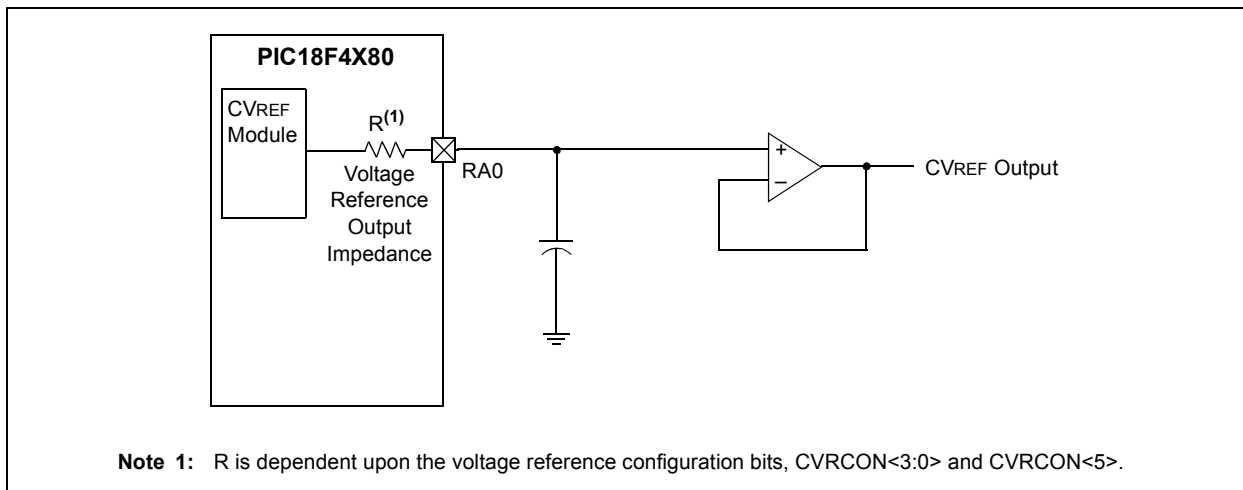 PIC18F4X80
CVREF
Module
R(1)
Voltage
Reference
Output
Impedance
RA0
+
–
CVREF Output
Note 1: R is dependent upon the voltage reference configuration bits, CVRCON<3:0> and CVRCON<5>.